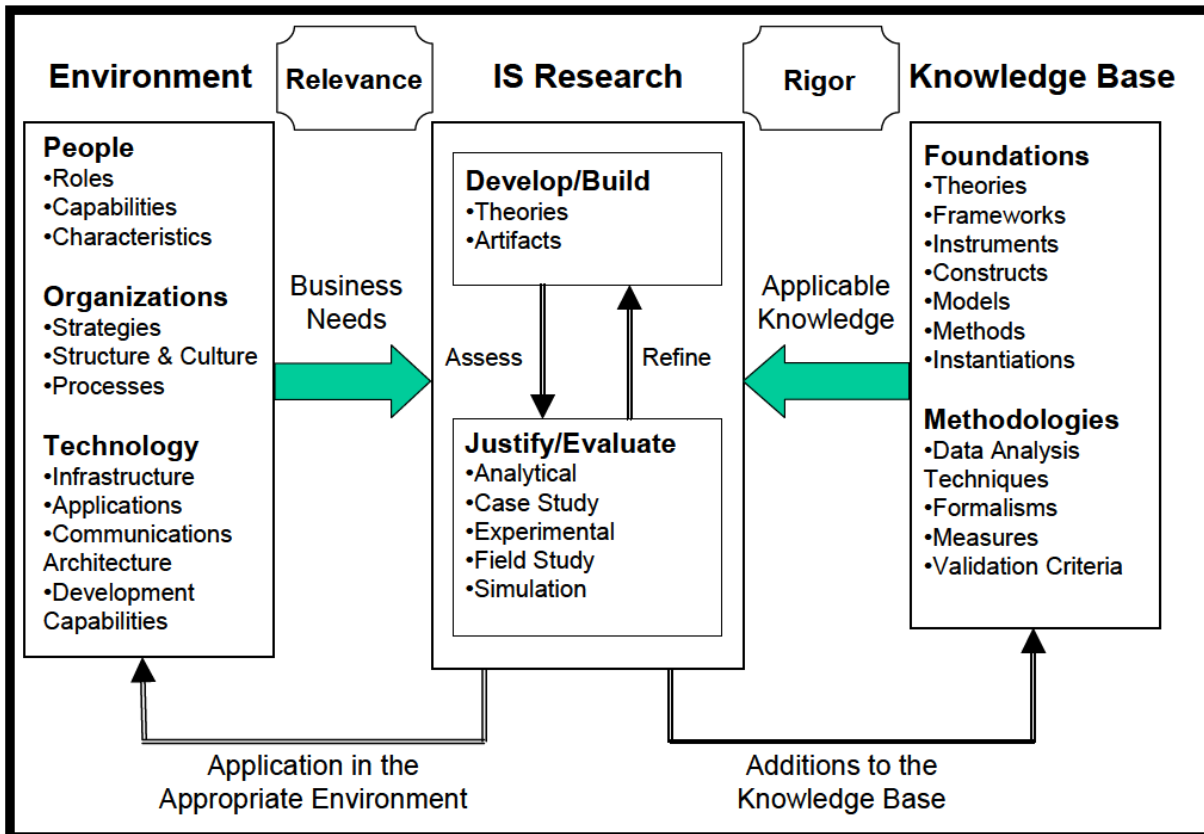 Environment
Relevance
IS Research
Rigor
Knowledge Base
People
•Roles
•Capabilities
•Characteristics
Organizations
•Strategies
•Structure & Culture
•Processes
Technology
•Infrastructure
•Applications
•Communications
Architecture
•Development
Capabilities
Business
Needs
Develop/Build
•Theories
•Artifacts
Assess
Refine
Justify/Evaluate
•Analytical
•Case Study
•Experimental
•Field Study
•Simulation
Applicable
Knowledge
Foundations
•Theories
•Frameworks
•Instruments
•Constructs
•Models
•Methods
•Instantiations
Methodologies
•Data Analysis
Techniques
•Formalisms
•Measures
•Validation Criteria
Application in the
Appropriate Environment
Additions to the
Knowledge Base